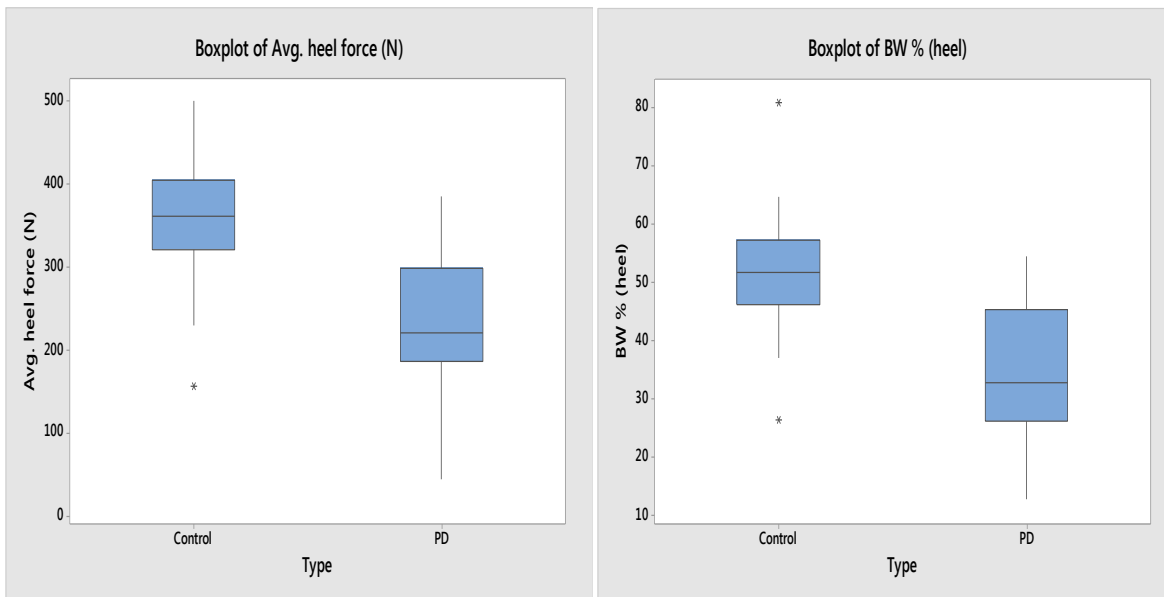 Boxplot of Avg. heel force (N)
Avg. heel force (N)
500
400
300
200
100
0
Control
PD
Type
Boxplot of BW % (heel)
BW % (heel)
80
70
60
50
40
30
20
10
Control
PD
Type